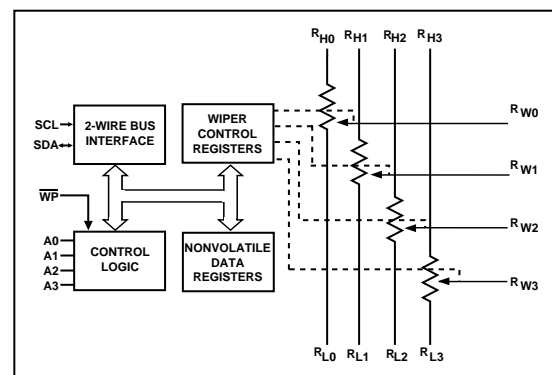 RH0 RH1 RH2 RH3
2-WIRE BUS
INTERFACE
WIPER
CONTROL
REGISTERS
SCL
SDA
WP
CONTROL
LOGIC
A0
A1
A2
A3
NONVOLATILE
DATA
REGISTERS
RW0
RW1
RW2
RW3
RL0 RL1 RL2 RL3